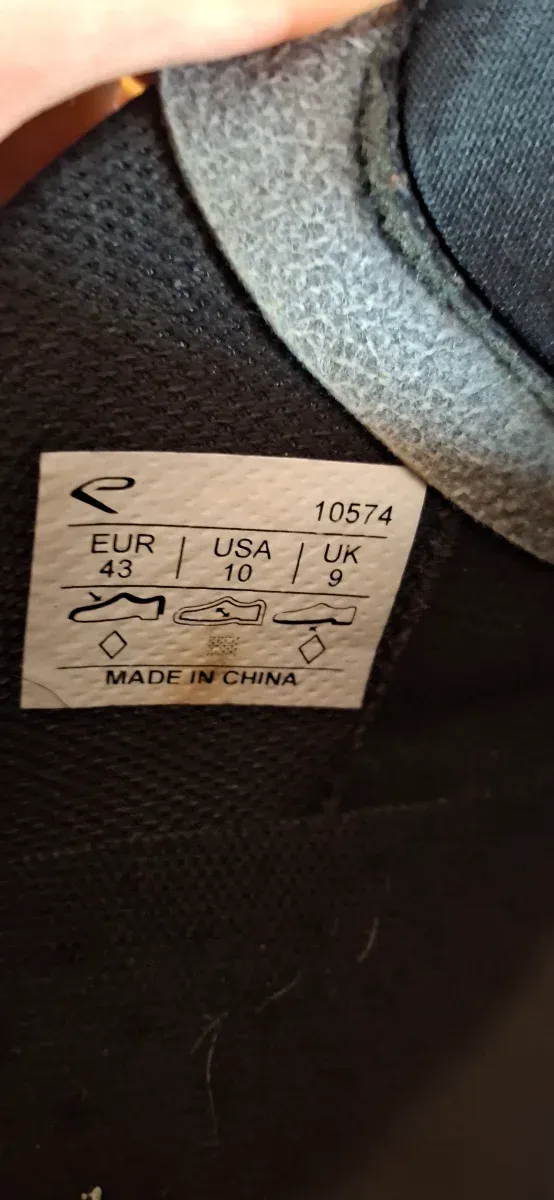 10574
EUR | USA | UK
43 | 10 | 9
MADE IN CHINA